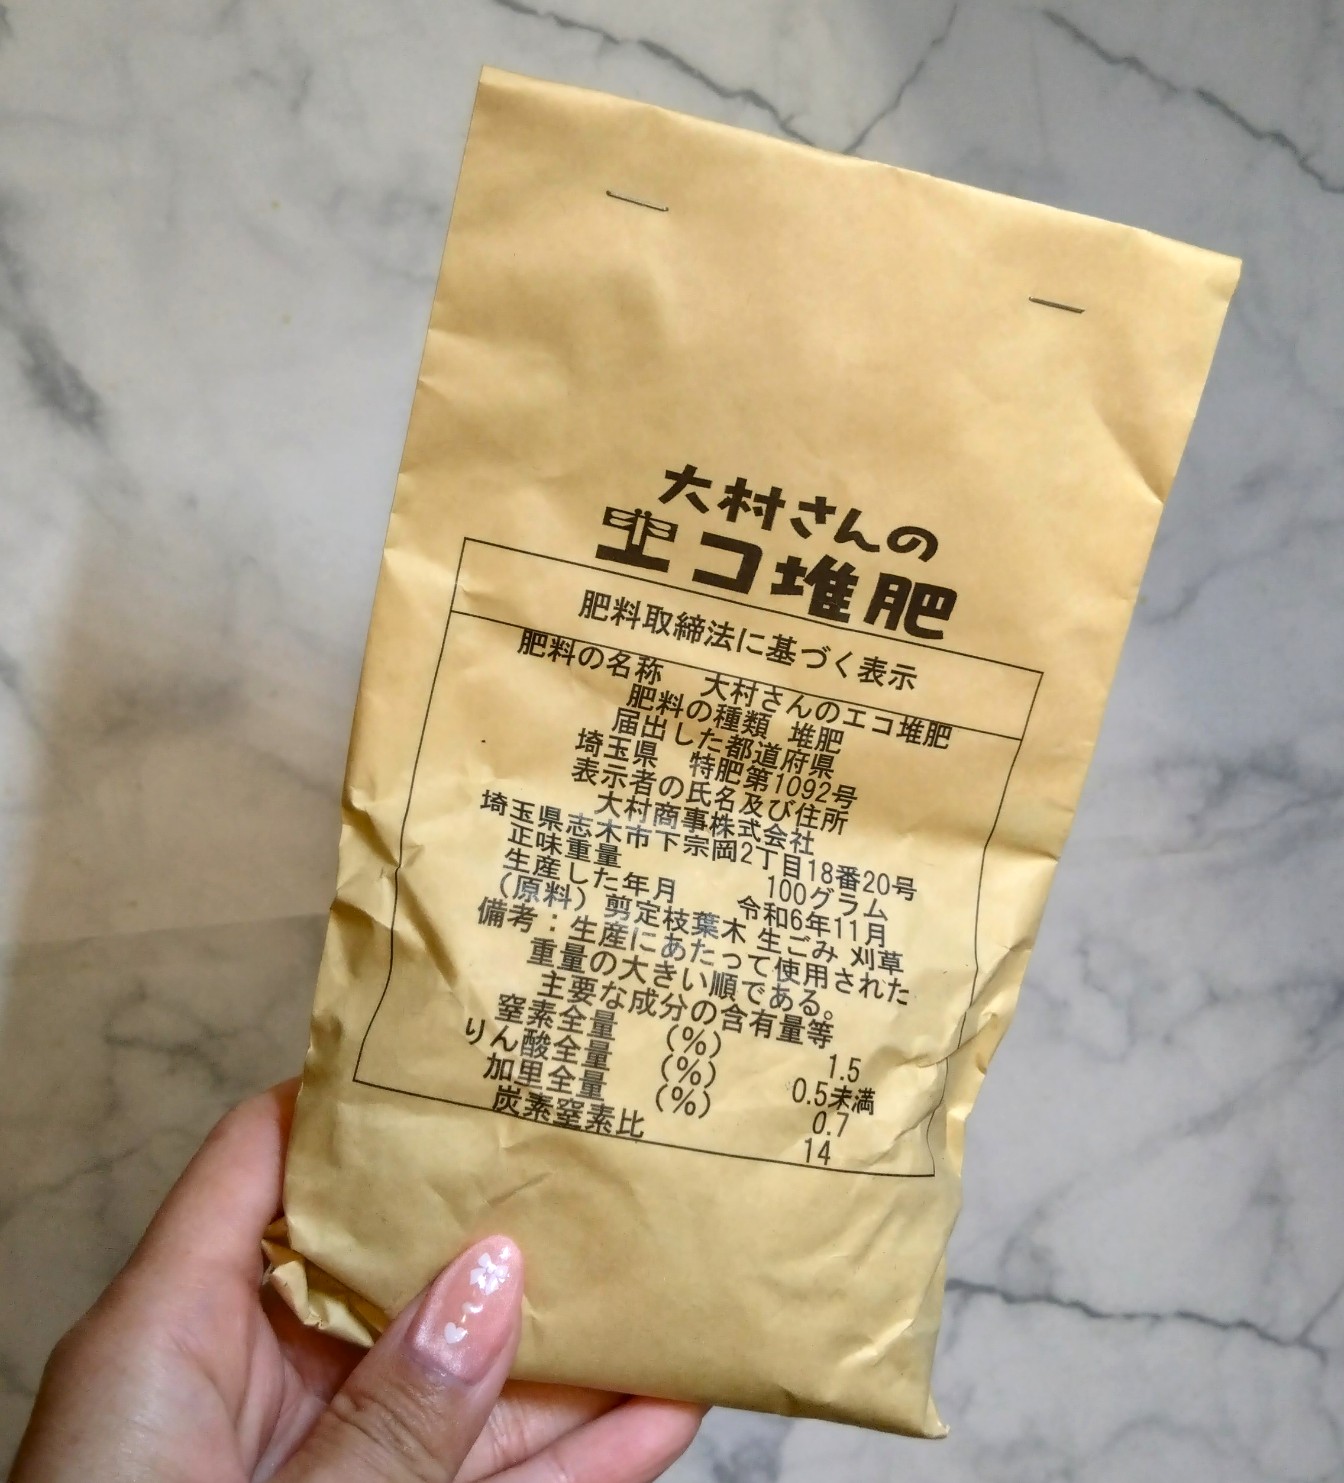 大村さんの
エコ堆肥
肥料取締法に基づく表示
肥料の名称 大村さんのエコ堆肥
肥料の種類 堆肥
届出した都道府県
埼玉県 特肥第1092号
表示者の氏名及び住所
大村商事株式会社
埼玉県志木市下宗岡2丁目18番20号
正味重量 100グラム
生産した年月 令和6年11月
（原料）剪定枝葉木 生ごみ 刈草
備考：生産にあたって使用された
重量の大きい順である。
主要な成分の含有量等
窒素全量 （%） 1.5
りん酸全量 （%） 0.5未満
加里全量 （%） 0.7
炭素窒素比 14